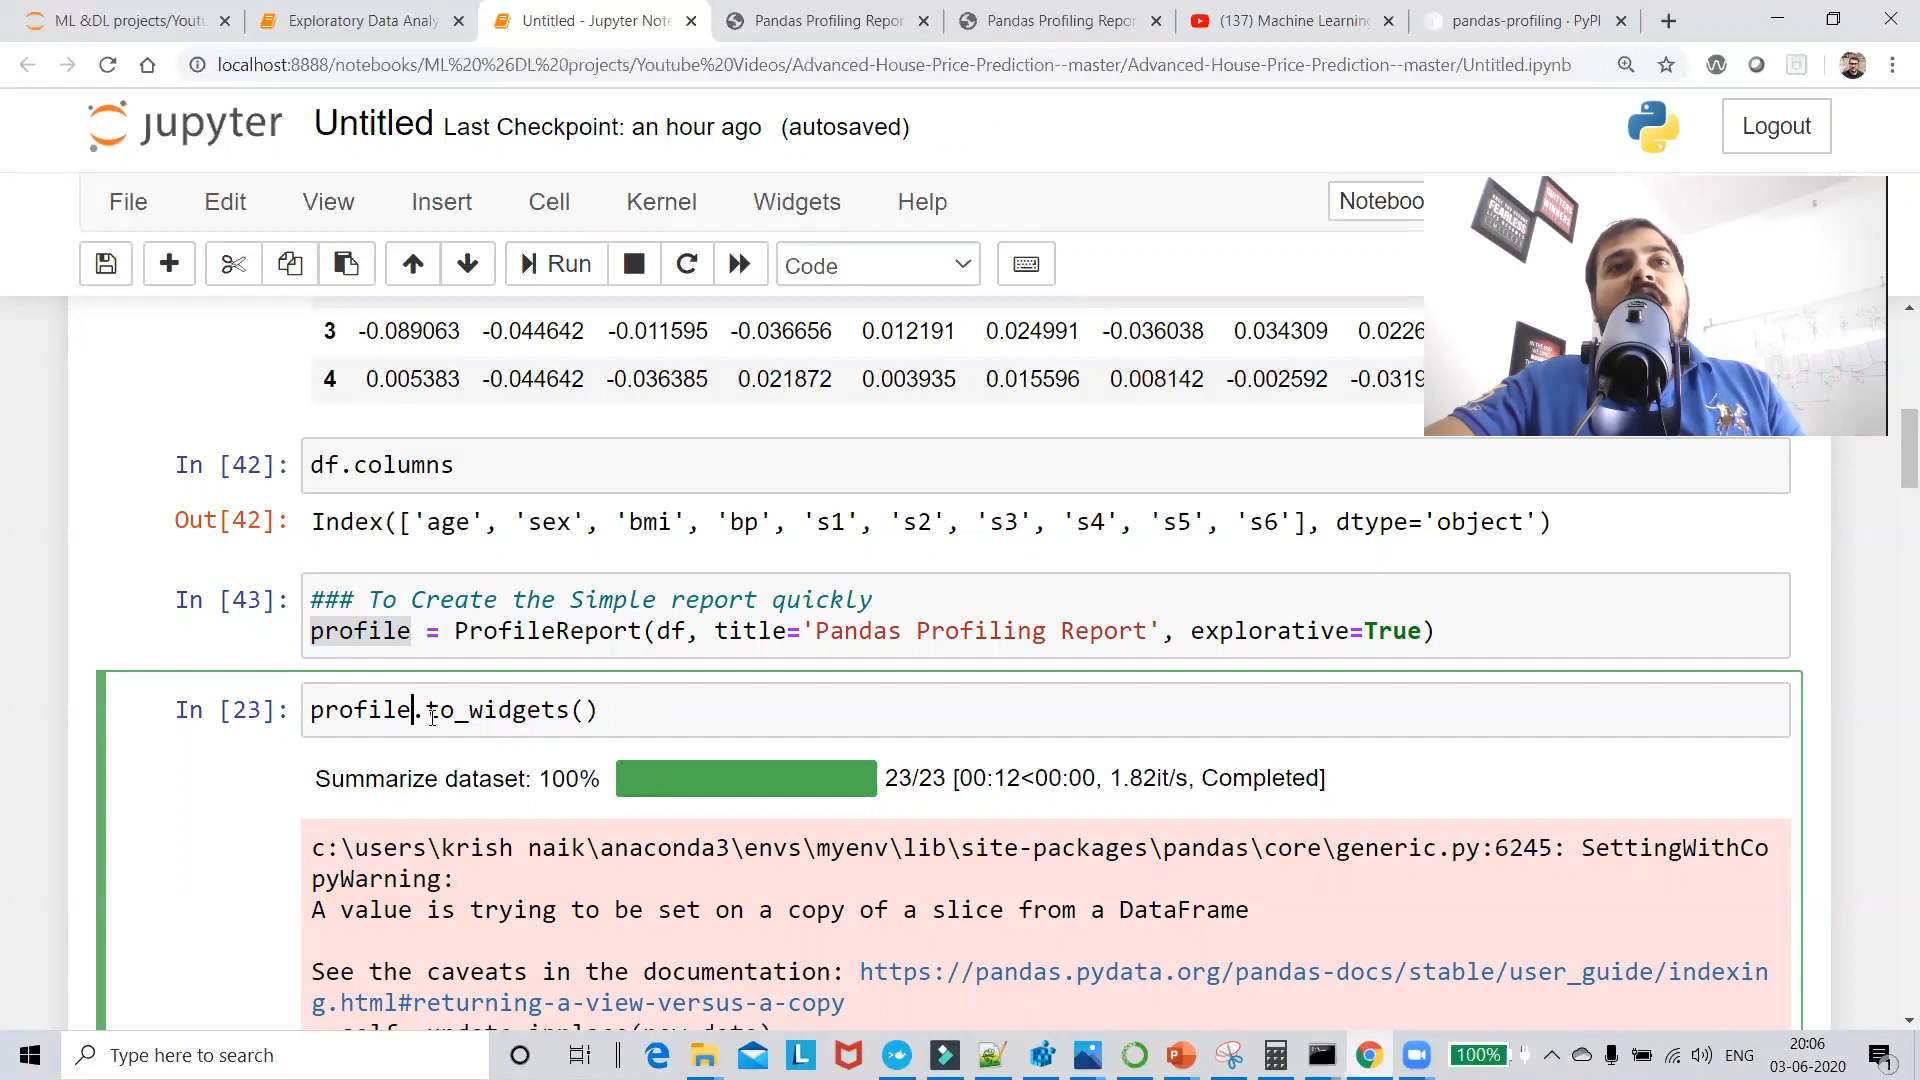 ML &DL projects/Youtu
Exploratory Data Analy
Untitled - Jupyter Note
Pandas Profiling Repor
Pandas Profiling Repor
(137) Machine Learning
pandas-profiling · PyPI
localhost:8888/notebooks/ML%20%26DL%20projects/Youtube%20Videos/Advanced-House-Price-Prediction--master/Advanced-House-Price-Prediction--master/Untitled.ipynb
jupyter
Untitled Last Checkpoint: an hour ago (autosaved)
Logout
File Edit View Insert Cell Kernel Widgets Help
Noteboo
Run
Code
FEARLESS
QUITTERS
WINNERS
3 -0.089063 -0.044642 -0.011595 -0.036656 0.012191 0.024991 -0.036038 0.034309 0.0226
4 0.005383 -0.044642 -0.036385 0.021872 0.003935 0.015596 0.008142 -0.002592 -0.0319
In [42]: df.columns
Out[42]: Index(['age', 'sex', 'bmi', 'bp', 's1', 's2', 's3', 's4', 's5', 's6'], dtype='object')
In [43]: ### To Create the Simple report quickly
profile = ProfileReport(df, title='Pandas Profiling Report', explorative=True)
In [23]: profile.to_widgets()
Summarize dataset: 100% 23/23 [00:12<00:00, 1.82it/s, Completed]
c:\users\krish naik\anaconda3\envs\myenv\lib\site-packages\pandas\core\generic.py:6245: SettingWithCo
pyWarning:
A value is trying to be set on a copy of a slice from a DataFrame
See the caveats in the documentation: https://pandas.pydata.org/pandas-docs/stable/user_guide/indexin
g.html#returning-a-view-versus-a-copy
Type here to search
100%
ENG
20:06
03-06-2020
1